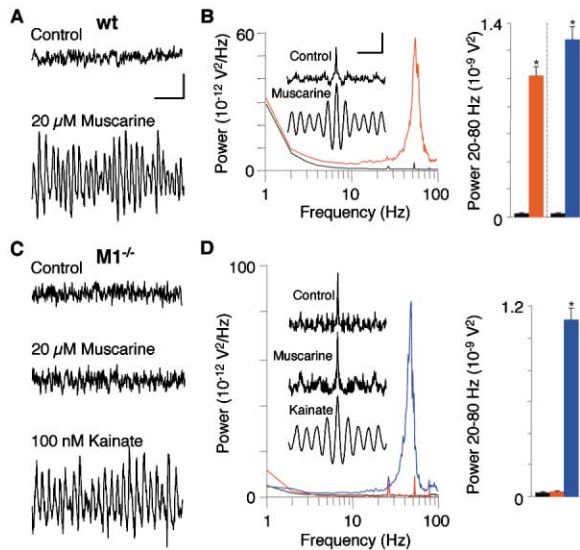 A
wt
Control
20 µM Muscarine
B
60
Control
Muscarine
Power (10⁻¹² V²/Hz)
0
1
10
100
Frequency (Hz)
1.4
*
*
Power 20-80 Hz (10⁻⁹ V²)
0
C
M1⁻/⁻
Control
20 µM Muscarine
100 nM Kainate
D
100
Control
Muscarine
Kainate
Power (10⁻¹² V²/Hz)
0
1
10
100
Frequency (Hz)
1.2
*
Power 20-80 Hz (10⁻⁹ V²)
0